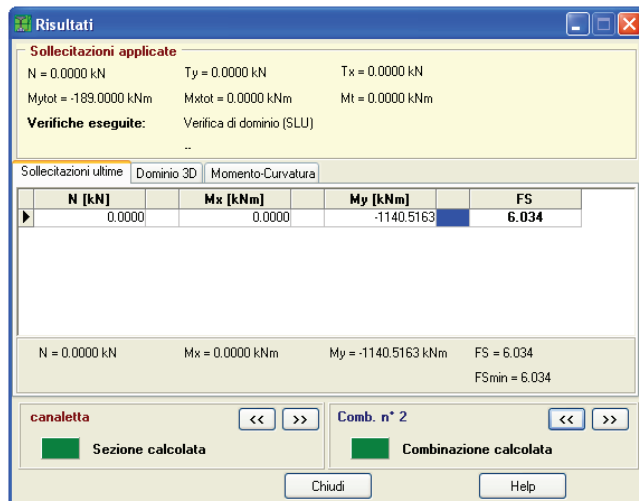 Risultati
Sollecitazioni applicate
N = 0.0000 kN Ty = 0.0000 kN Tx = 0.0000 kN
Mytot = -189.0000 kNm Mxtot = 0.0000 kNm Mt = 0.0000 kNm
Verifiche eseguite: Verifica di dominio (SLU)
--
Sollecitazioni ultime Dominio 3D Momento-Curvatura
N [kN] Mx [kNm] My [kNm] FS
0.0000 0.0000 -1140.5163 6.034
N = 0.0000 kN Mx = 0.0000 kNm My = -1140.5163 kNm FS = 6.034
FSmin = 6.034
canaletta << >> Comb. n° 2 << >>
Sezione calcolata Combinazione calcolata
Chiudi Help